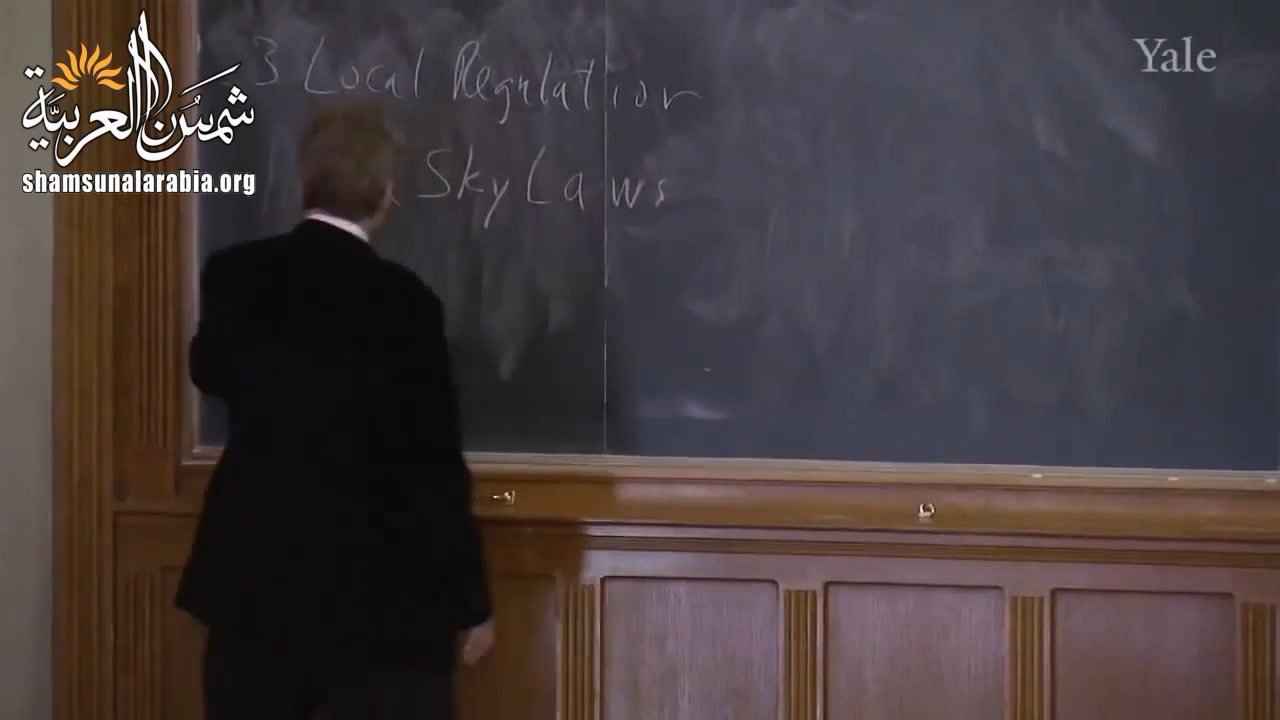 شمس العربية
shamsunalarabia.org
Yale
3 Local Regulation
Sky Laws